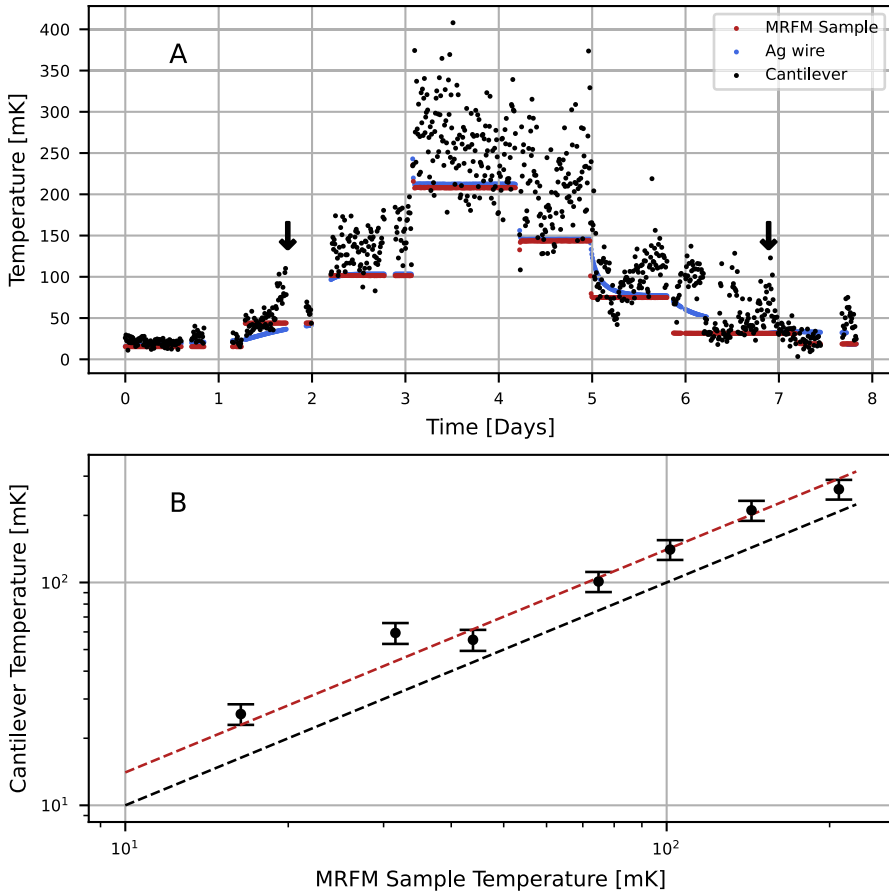 A
MRFM Sample
Ag wire
Cantilever
Temperature [mK]
400
350
300
250
200
150
100
50
0
0 1 2 3 4 5 6 7 8
Time [Days]
B
Cantilever Temperature [mK]
10²
10¹
10¹ 10²
MRFM Sample Temperature [mK]